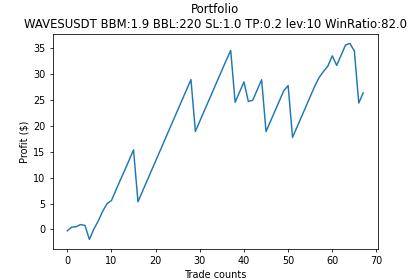 Portfolio
WAVESUSDT BBM:1.9 BBL:220 SL:1.0 TP:0.2 lev:10 WinRatio:82.0
Profit ($)
35
30
25
20
15
10
5
0
0 10 20 30 40 50 60 70
Trade counts